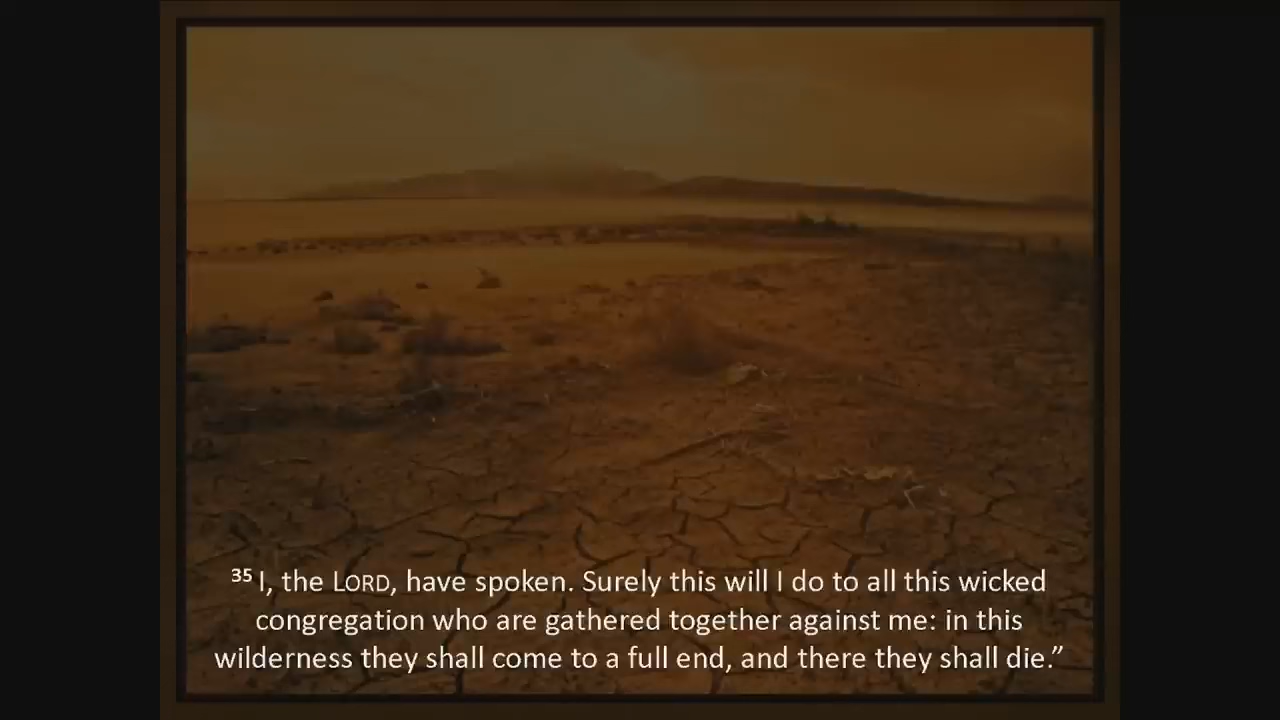 ³⁵ I, the LORD, have spoken. Surely this will I do to all this wicked
congregation who are gathered together against me: in this
wilderness they shall come to a full end, and there they shall die.”